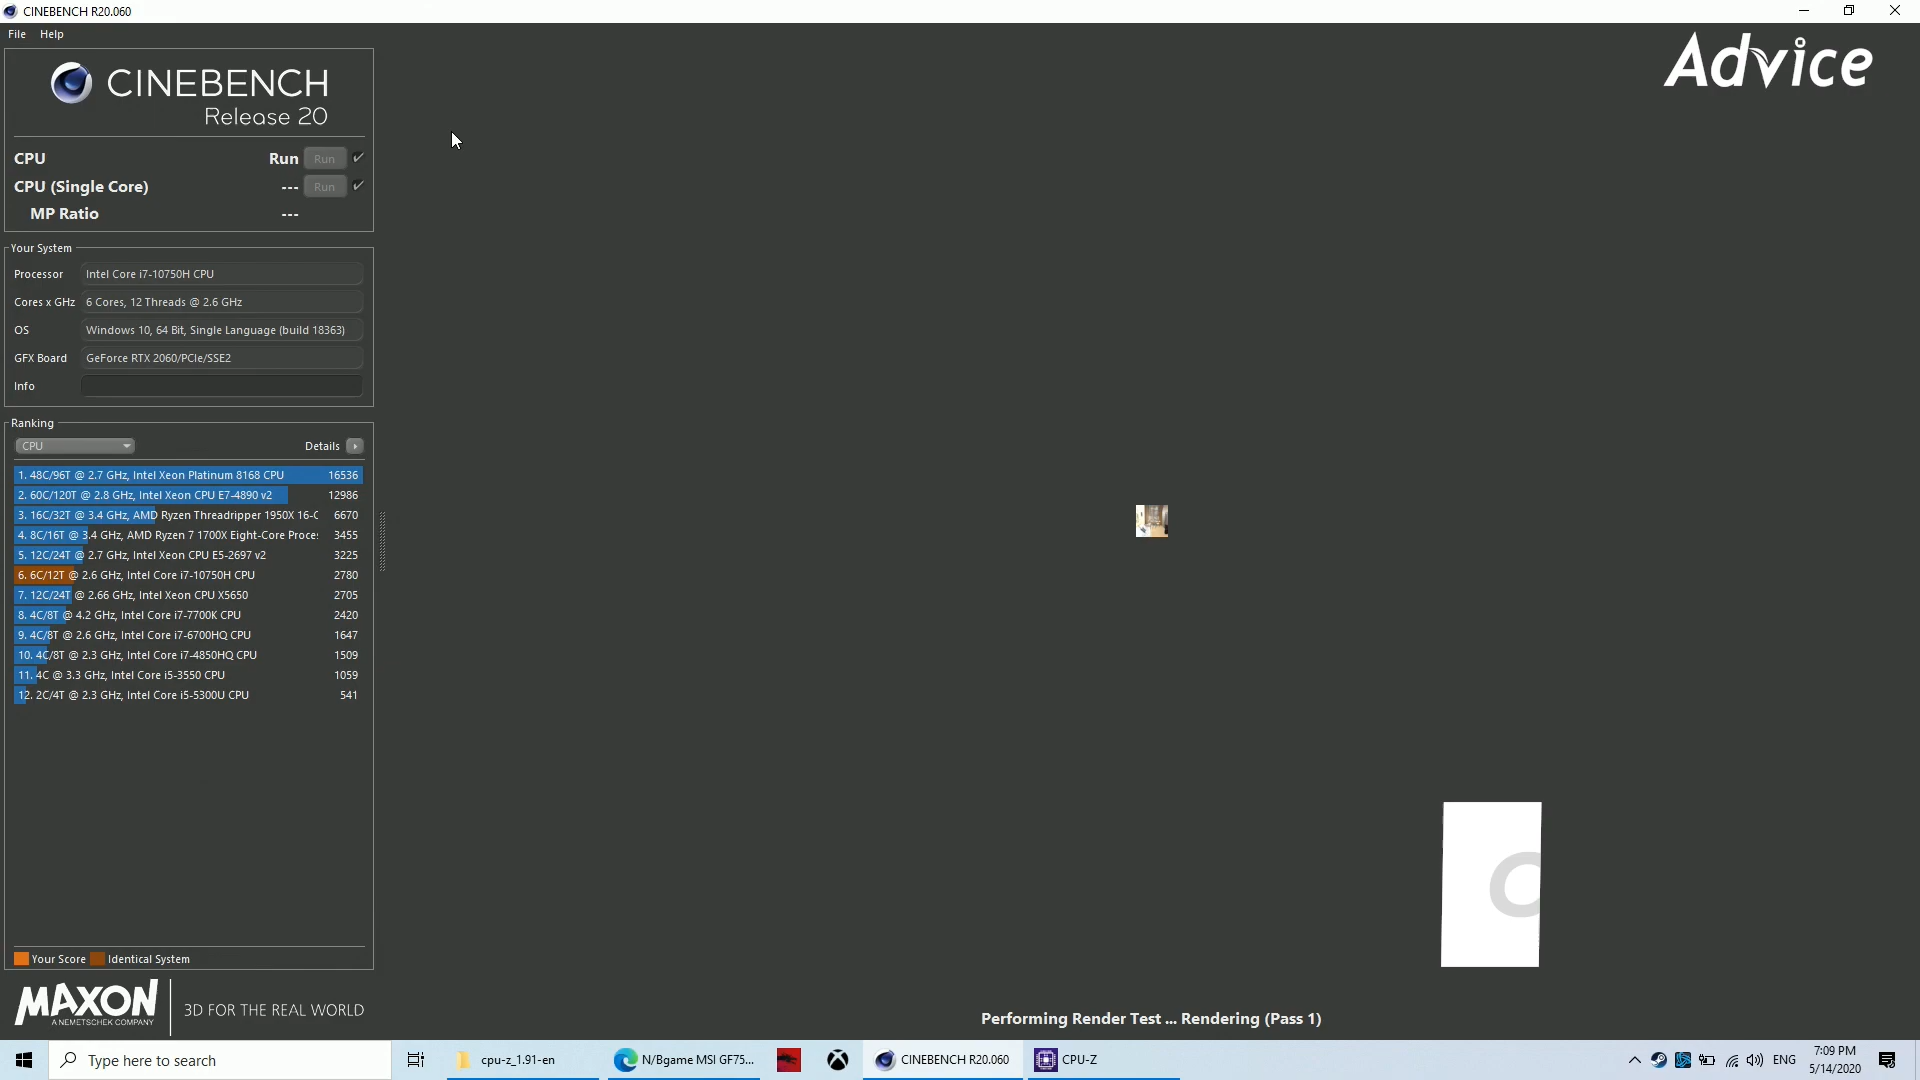 CINEBENCH R20.060
File Help
Advice
CINEBENCH
Release 20
CPU Run Run
CPU (Single Core) --- Run
MP Ratio ---
Your System
Processor Intel Core i7-10750H CPU
Cores x GHz 6 Cores, 12 Threads @ 2.6 GHz
OS Windows 10, 64 Bit, Single Language (build 18363)
GFX Board GeForce RTX 2060/PCIe/SSE2
Info
Ranking
CPU Details
1. 48C/96T @ 2.7 GHz, Intel Xeon Platinum 8168 CPU 16536
2. 60C/120T @ 2.8 GHz, Intel Xeon CPU E7-4890 v2 12986
3. 16C/32T @ 3.4 GHz, AMD Ryzen Threadripper 1950X 16-C 6670
4. 8C/16T @ 3.4 GHz, AMD Ryzen 7 1700X Eight-Core Proces 3455
5. 12C/24T @ 2.7 GHz, Intel Xeon CPU E5-2697 v2 3225
6. 6C/12T @ 2.6 GHz, Intel Core i7-10750H CPU 2780
7. 12C/24T @ 2.66 GHz, Intel Xeon CPU X5650 2705
8. 4C/8T @ 4.2 GHz, Intel Core i7-7700K CPU 2420
9. 4C/8T @ 2.6 GHz, Intel Core i7-6700HQ CPU 1647
10. 4C/8T @ 2.3 GHz, Intel Core i7-4850HQ CPU 1509
11. 4C @ 3.3 GHz, Intel Core i5-3550 CPU 1059
12. 2C/4T @ 2.3 GHz, Intel Core i5-5300U CPU 541
Your Score Identical System
MAXON
A NEMETSCHEK COMPANY
3D FOR THE REAL WORLD
Performing Render Test ... Rendering (Pass 1)
Type here to search
cpu-z_1.91-en
N/Bgame MSI GF75...
CINEBENCH R20.060
CPU-Z
ENG
7:09 PM
5/14/2020